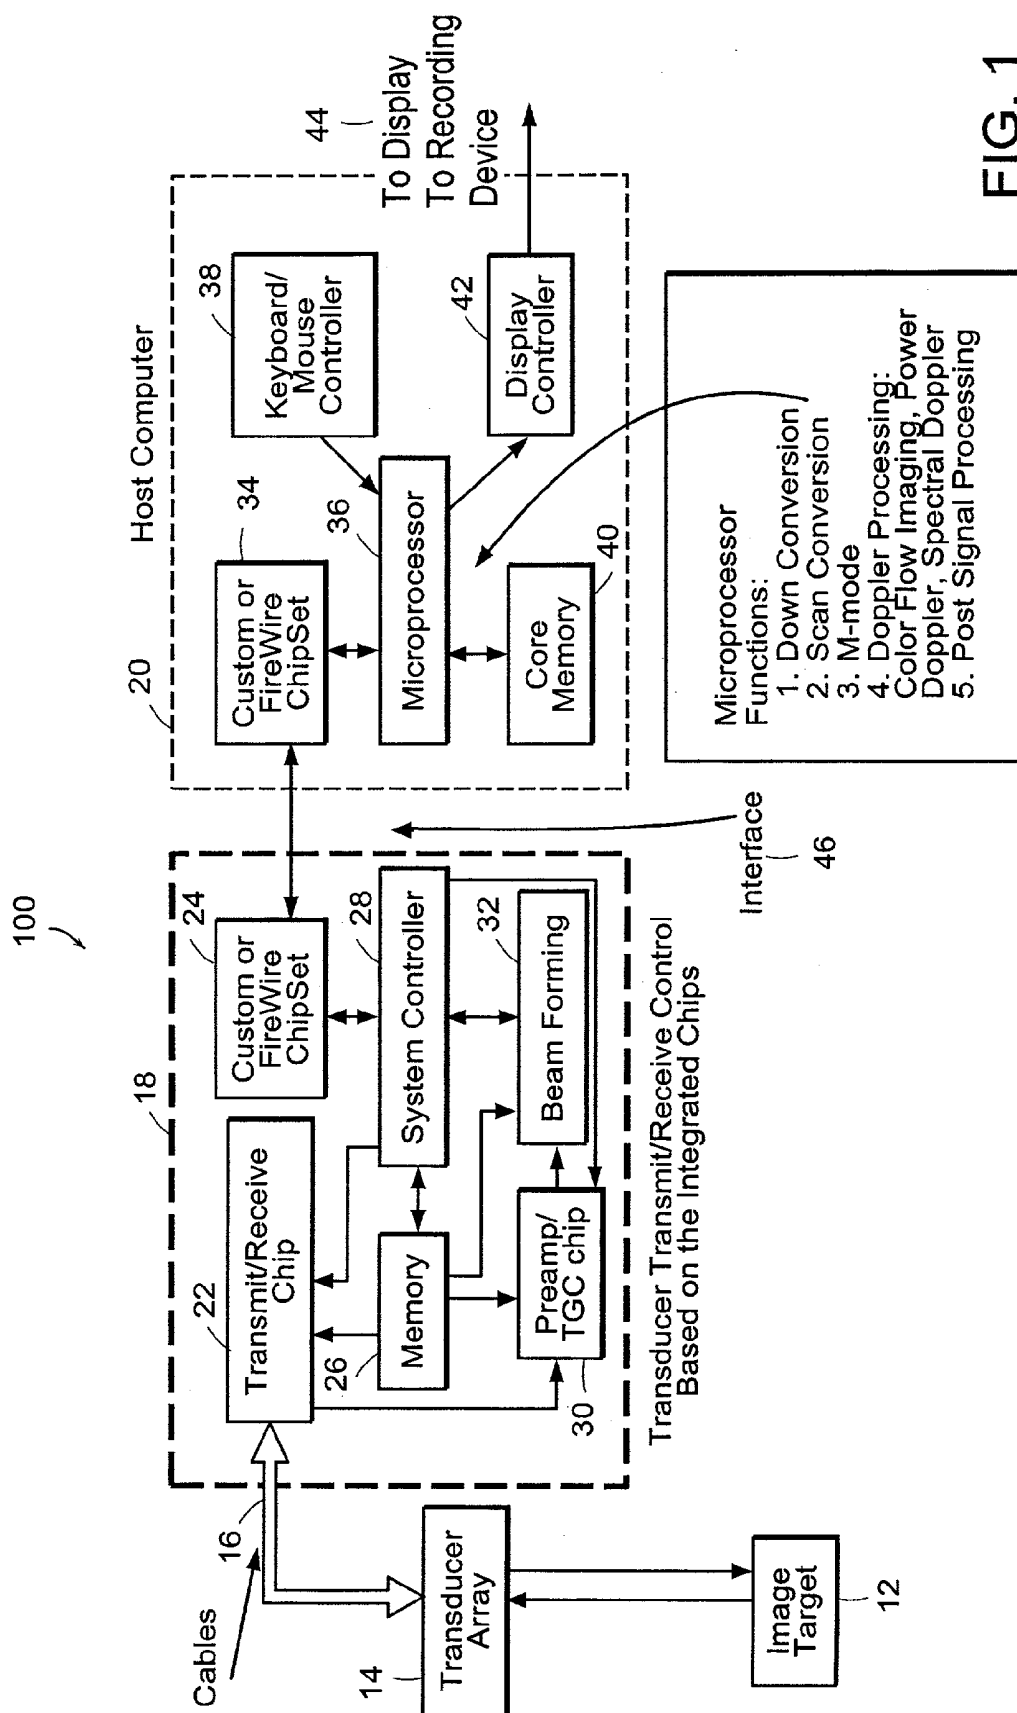 100
Host Computer
20
18
Cables
16
22
Transmit/Receive
Chip
24
Custom or
FireWire
ChipSet
34
Custom or
FireWire
ChipSet
38
Keyboard/
Mouse
Controller
44
To Display
To Recording
Device
14
Transducer
Array
26
Memory
28
System Controller
36
Microprocessor
30
Preamp/
TGC chip
32
Beam Forming
40
Core
Memory
42
Display
Controller
12
Image
Target
Transducer Transmit/Receive Control
Based on the Integrated Chips
Interface
46
Microprocessor
Functions:
1. Down Conversion
2. Scan Conversion
3. M-mode
4. Doppler Processing:
Color Flow Imaging, Power
Doppler, Spectral Doppler
5. Post Signal Processing
FIG. 1